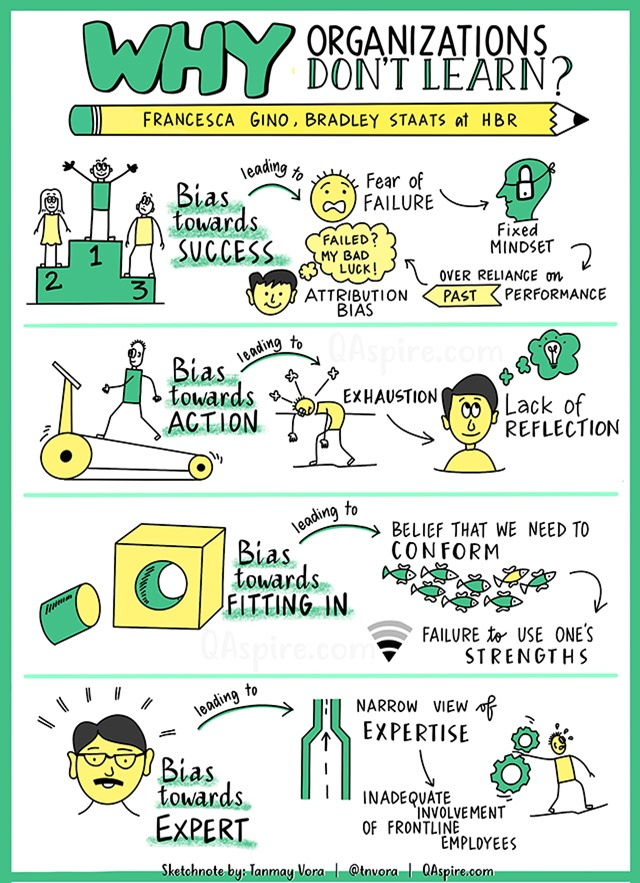 WHY ORGANIZATIONS
DON'T LEARN?
FRANCESCA GINO, BRADLEY STAATS at HBR
Bias
towards
SUCCESS
leading to
Fear of
FAILURE
Fixed
MINDSET
OVER RELIANCE on
PAST PERFORMANCE
FAILED?
MY BAD
LUCK!
ATTRIBUTION
BIAS
1
2
3
QAspire.com
Bias
towards
ACTION
leading to
EXHAUSTION
Lack of
REFLECTION
Bias
towards
FITTING IN
leading to
BELIEF THAT WE NEED TO
CONFORM
FAILURE to USE ONE'S
STRENGTHS
QAspire.com
Bias
towards
EXPERT
leading to
NARROW VIEW of
EXPERTISE
INADEQUATE
INVOLVEMENT
OF FRONTLINE
EMPLOYEES
Sketchnote by: Tanmay Vora | @tnvora | QAspire.com